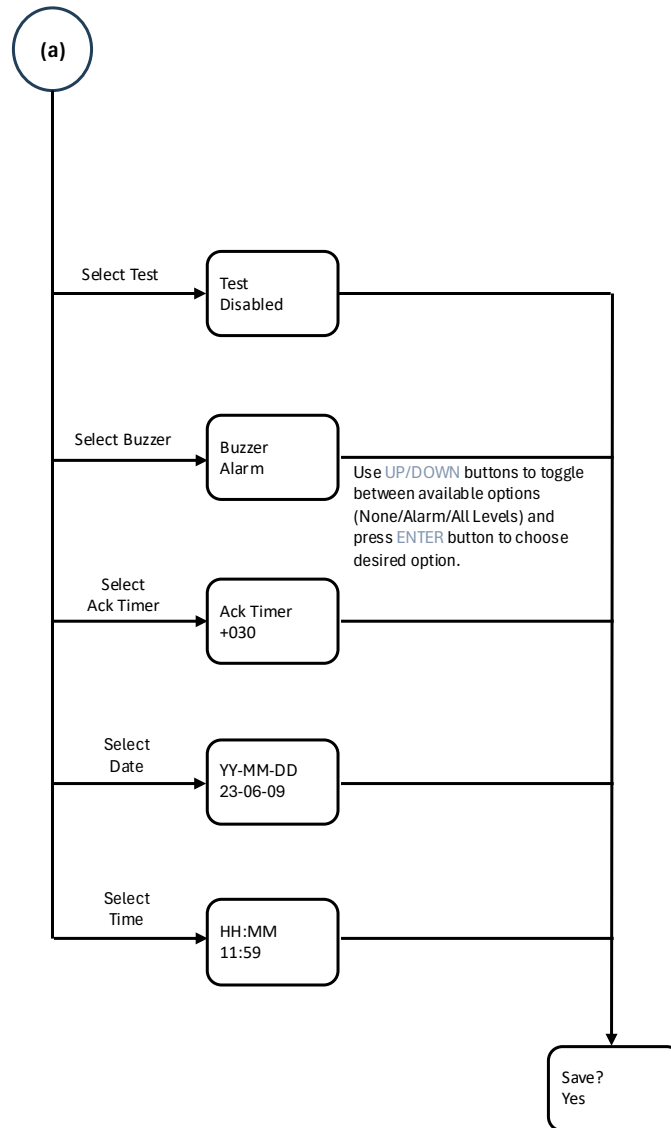 (a)
Select Test
Test
Disabled
Select Buzzer
Buzzer
Alarm
Use UP/DOWN buttons to toggle
between available options
(None/Alarm/All Levels) and
press ENTER button to choose
desired option.
Select
Ack Timer
Ack Timer
+030
Select
Date
YY-MM-DD
23-06-09
Select
Time
HH:MM
11:59
Save?
Yes